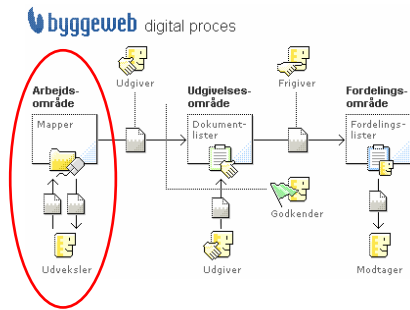 byggeweb digital proces
Udgiver
Frigiver
Arbejds-
område
Udgivelses-
område
Fordelings-
område
Mapper
Dokument-
lister
Fordelings-
lister
Godkender
Udveksler
Udgiver
Modtager